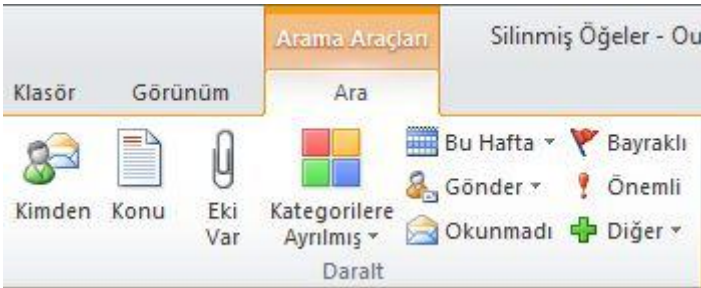 Arama Araçları Silinmiş Öğeler - Ou
Klasör Görünüm Ara
Bu Hafta Bayraklı
Gönder Önemli
Kimden Konu Eki Var Kategorilere Ayrılmış Okunmadı Diğer
Daralt